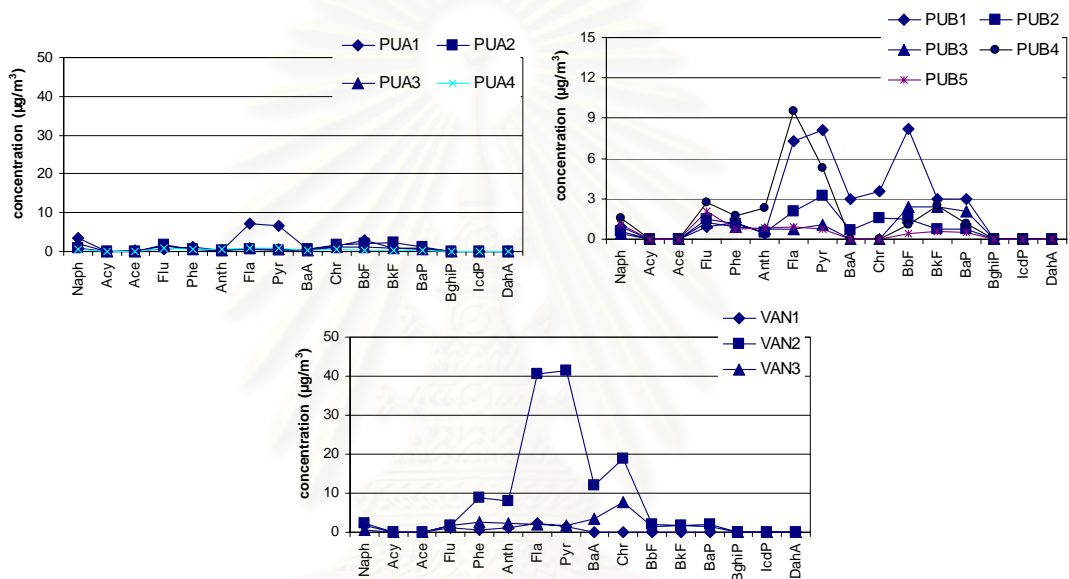 PUA1 PUA2
PUA3 PUA4
concentration (µg/m³)
50
40
30
20
10
0
Naph Acy Ace Flu Phe Anth Fla Pyr BaA Chr BbF BkF BaP BghiP IcdP DahA
PUB1 PUB2
PUB3 PUB4
PUB5
concentration (µg/m³)
15
12
9
6
3
0
Naph Acy Ace Flu Phe Anth Fla Pyr BaA Chr BbF BkF BaP BghiP IcdP DahA
VAN1
VAN2
VAN3
concentration (µg/m³)
50
40
30
20
10
0
Naph Acy Ace Flu Phe Anth Fla Pyr BaA Chr BbF BkF BaP BghiP IcdP DahA